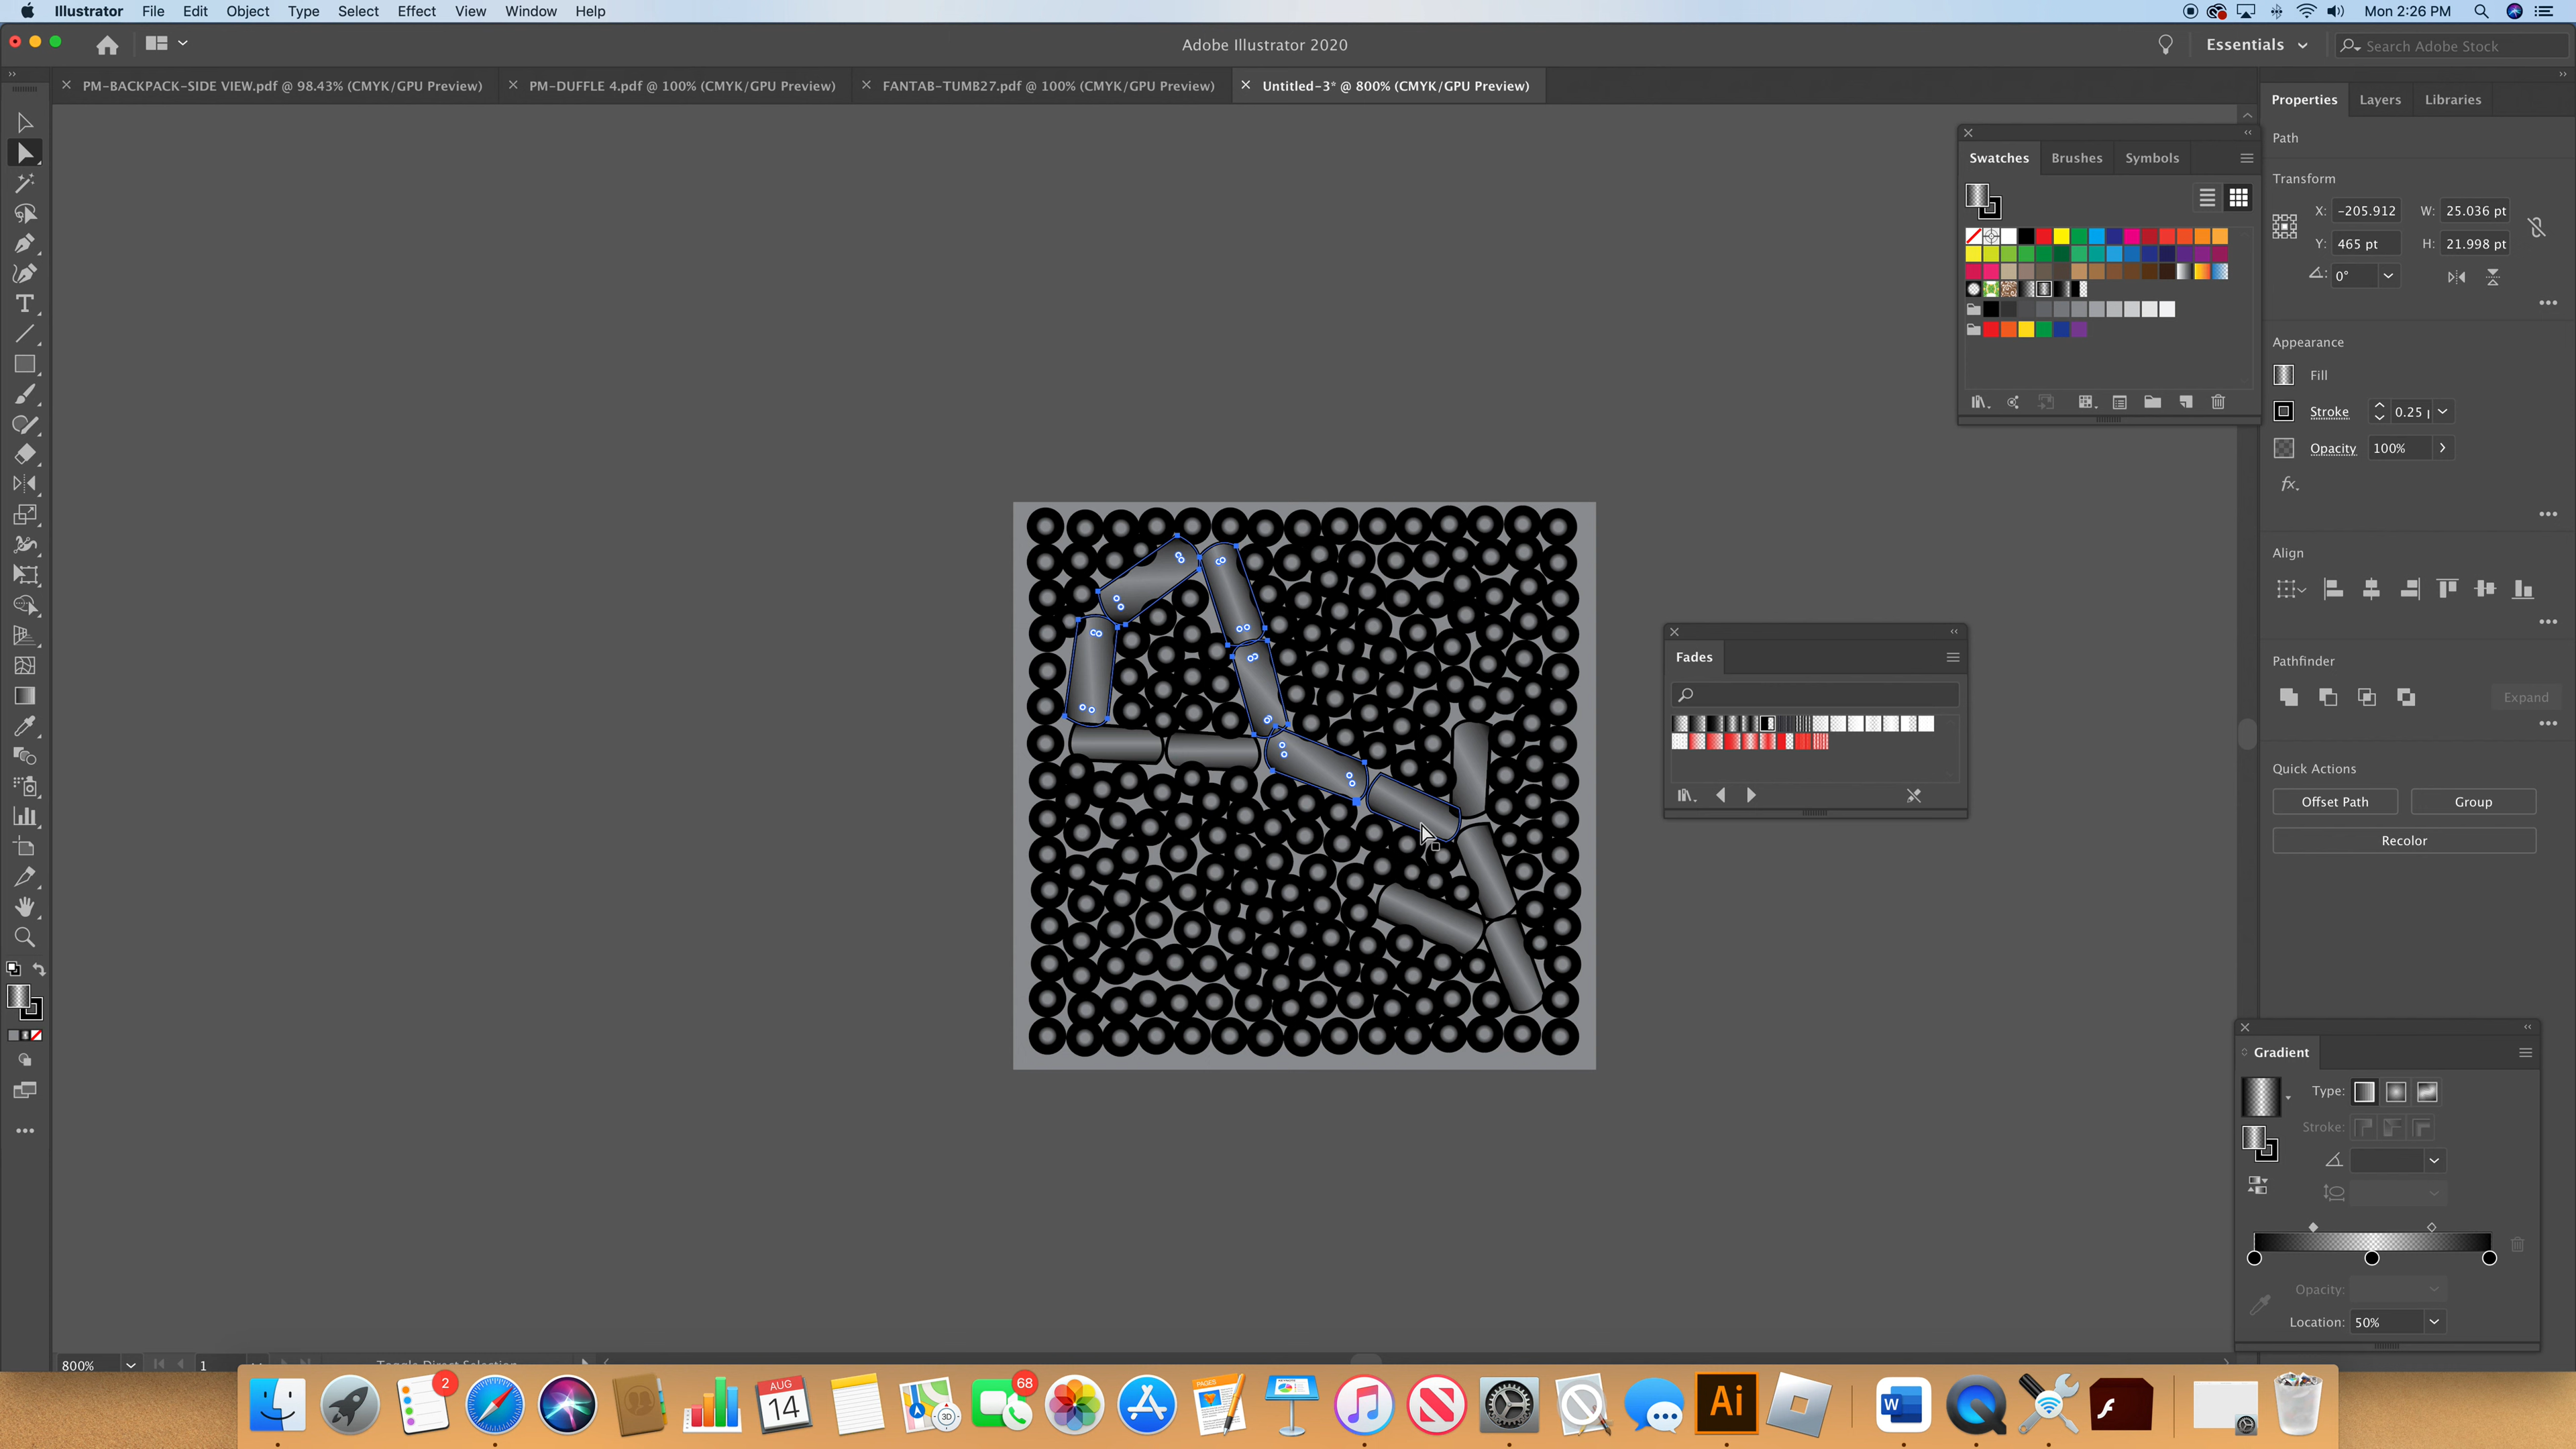 Illustrator File Edit Object Type Select Effect View Window Help
Mon 2:26 PM
Adobe Illustrator 2020
Essentials
Search Adobe Stock
PM-BACKPACK-SIDE VIEW.pdf @ 98.43% (CMYK/GPU Preview)
PM-DUFFLE 4.pdf @ 100% (CMYK/GPU Preview)
FANTAB-TUMB27.pdf @ 100% (CMYK/GPU Preview)
Untitled-3* @ 800% (CMYK/GPU Preview)
Properties Layers Libraries
Path
Transform
X: -205.912 W: 25.036 pt
Y: 465 pt H: 21.998 pt
0°
Appearance
Fill
Stroke 0.25
Opacity 100%
fx.
Align
Pathfinder
Expand
Quick Actions
Offset Path Group
Recolor
Swatches Brushes Symbols
Fades
Gradient
Type:
Stroke:
Opacity:
Location: 50%
800% 1 Toggle Direct Selection
2
AUG
14
3D
68
PAGES
Ai
W